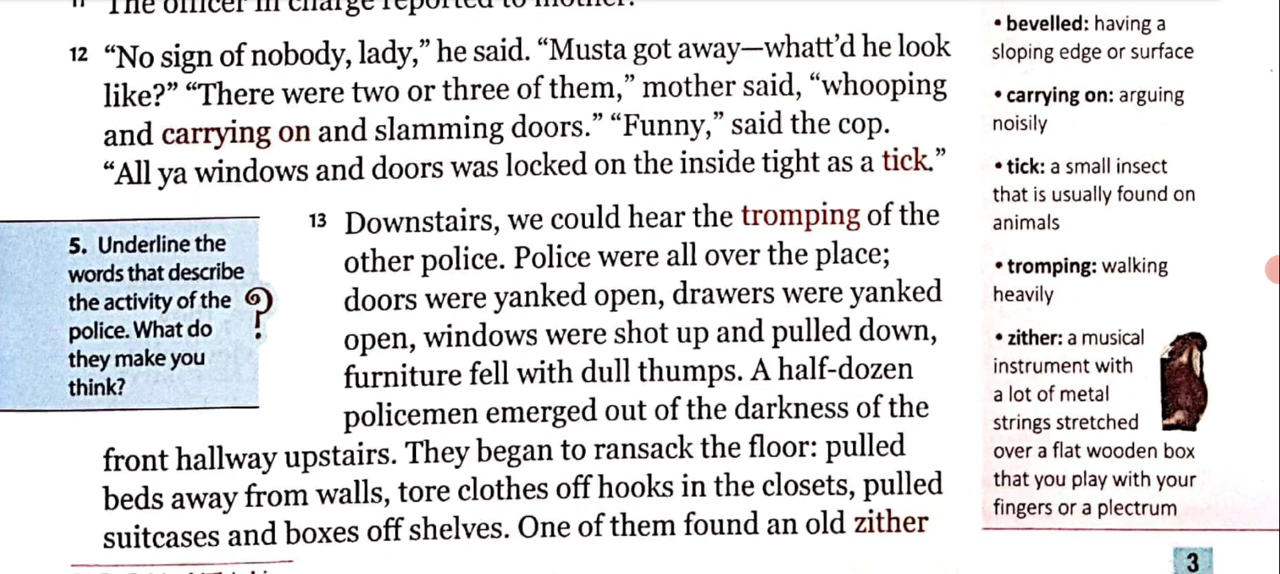 11 The officer in charge reported to mother.
12 “No sign of nobody, lady,” he said. “Musta got away—whatt’d he look
like?” “There were two or three of them,” mother said, “whooping
and carrying on and slamming doors.” “Funny,” said the cop.
“All ya windows and doors was locked on the inside tight as a tick.”
5. Underline the
words that describe
the activity of the
police. What do
they make you
think?
?
13 Downstairs, we could hear the tromping of the
other police. Police were all over the place;
doors were yanked open, drawers were yanked
open, windows were shot up and pulled down,
furniture fell with dull thumps. A half-dozen
policemen emerged out of the darkness of the
front hallway upstairs. They began to ransack the floor: pulled
beds away from walls, tore clothes off hooks in the closets, pulled
suitcases and boxes off shelves. One of them found an old zither
• bevelled: having a
sloping edge or surface
• carrying on: arguing
noisily
• tick: a small insect
that is usually found on
animals
• tromping: walking
heavily
• zither: a musical
instrument with
a lot of metal
strings stretched
over a flat wooden box
that you play with your
fingers or a plectrum
3